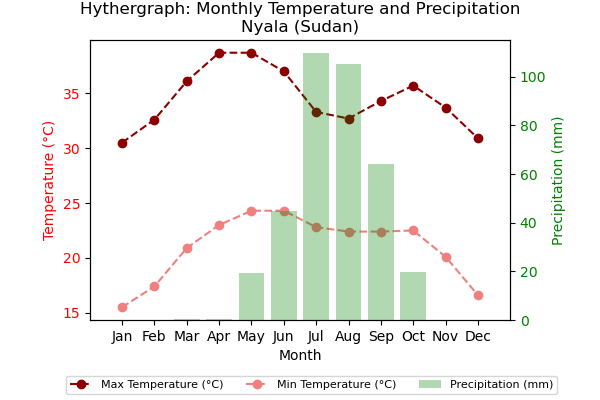 Hythergraph: Monthly Temperature and Precipitation
Nyala (Sudan)
Temperature (°C)
35
30
25
20
15
Precipitation (mm)
100
80
60
40
20
0
Jan Feb Mar Apr May Jun Jul Aug Sep Oct Nov Dec
Month
Max Temperature (°C) Min Temperature (°C) Precipitation (mm)